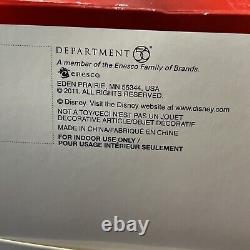 DEPARTMENT 56
A member of the Enesco Family of Brands.
enesco
EDEN PRAIRIE, MN 55344, USA
© 2011. ALL RIGHTS RESERVED.
© Disney. Visit the Disney website at www.disney.com
NOT A TOY/CECI N'EST PAS UN JOUET
DECORATIVE ARTICLE/OBJET DECORATIF
MADE IN CHINA/FABRIQUÉ EN CHINE
FOR INDOOR USE ONLY/
POUR USAGE INTÉRIEUR SEULEMENT